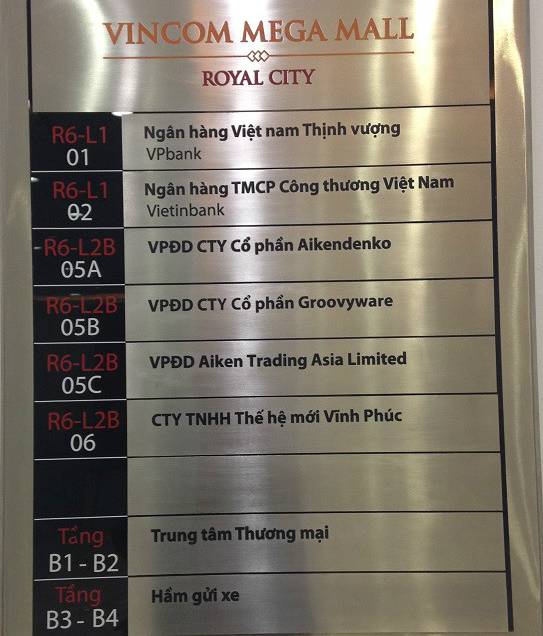 VINCOM MEGA MALL
ROYAL CITY
R6-L1
01
Ngân hàng Việt nam Thịnh vượng
VPbank
R6-L1
02
Ngân hàng TMCP Công thương Việt Nam
Vietinbank
R6-L2B
05A
VPĐD CTY Cổ phần Aikendenko
R6-L2B
05B
VPĐD CTY Cổ phần Groovyware
R6-L2B
05C
VPĐD Aiken Trading Asia Limited
R6-L2B
06
CTY TNHH Thế hệ mới Vĩnh Phúc
Tầng
B1 - B2
Trung tâm Thương mại
Tầng
B3 - B4
Hầm gửi xe